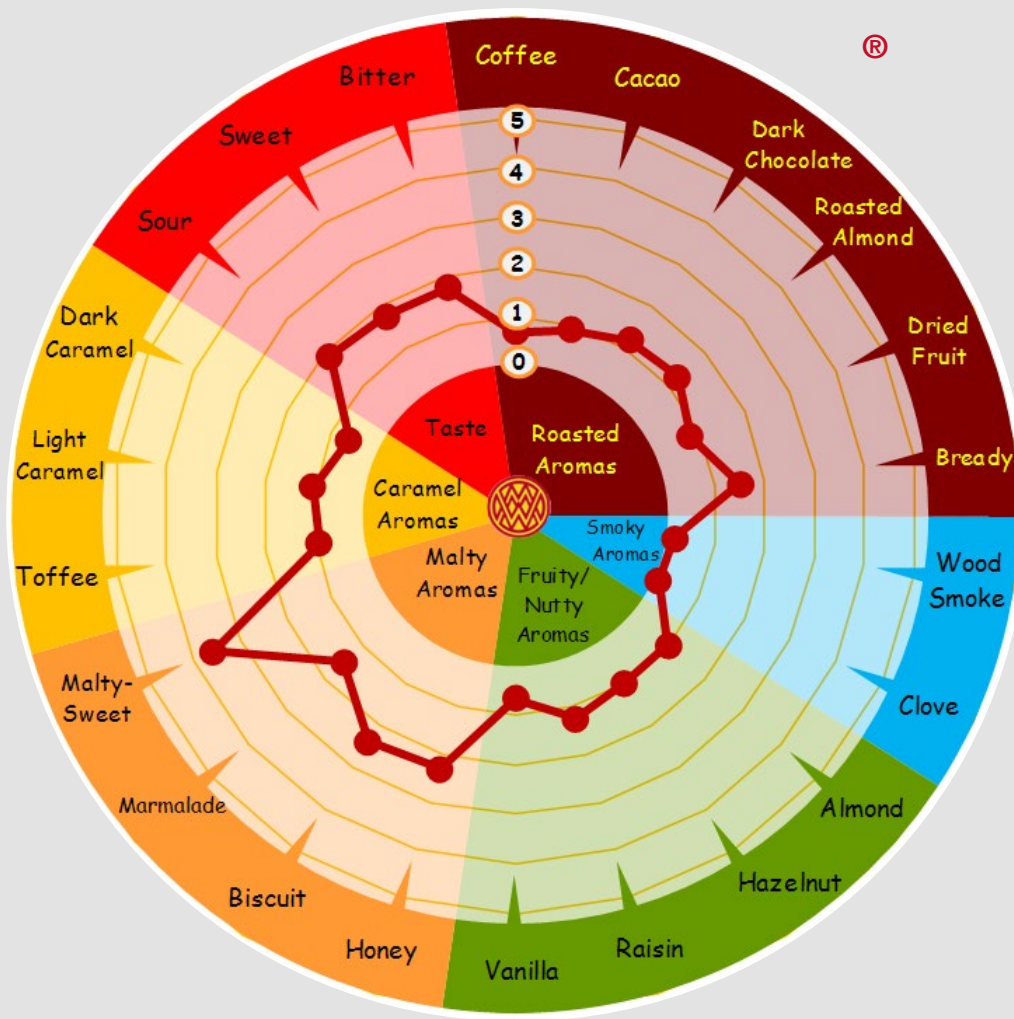 ®
Coffee
Cacao
Dark
Chocolate
Roasted
Almond
Dried
Fruit
Bready
Wood
Smoke
Clove
Almond
Hazelnut
Raisin
Vanilla
Honey
Biscuit
Marmalade
Malty-
Sweet
Toffee
Light
Caramel
Dark
Caramel
Sour
Sweet
Bitter
5
4
3
2
1
0
Taste
Roasted
Aromas
Smoky
Aromas
Fruity/
Nutty
Aromas
Malty
Aromas
Caramel
Aromas